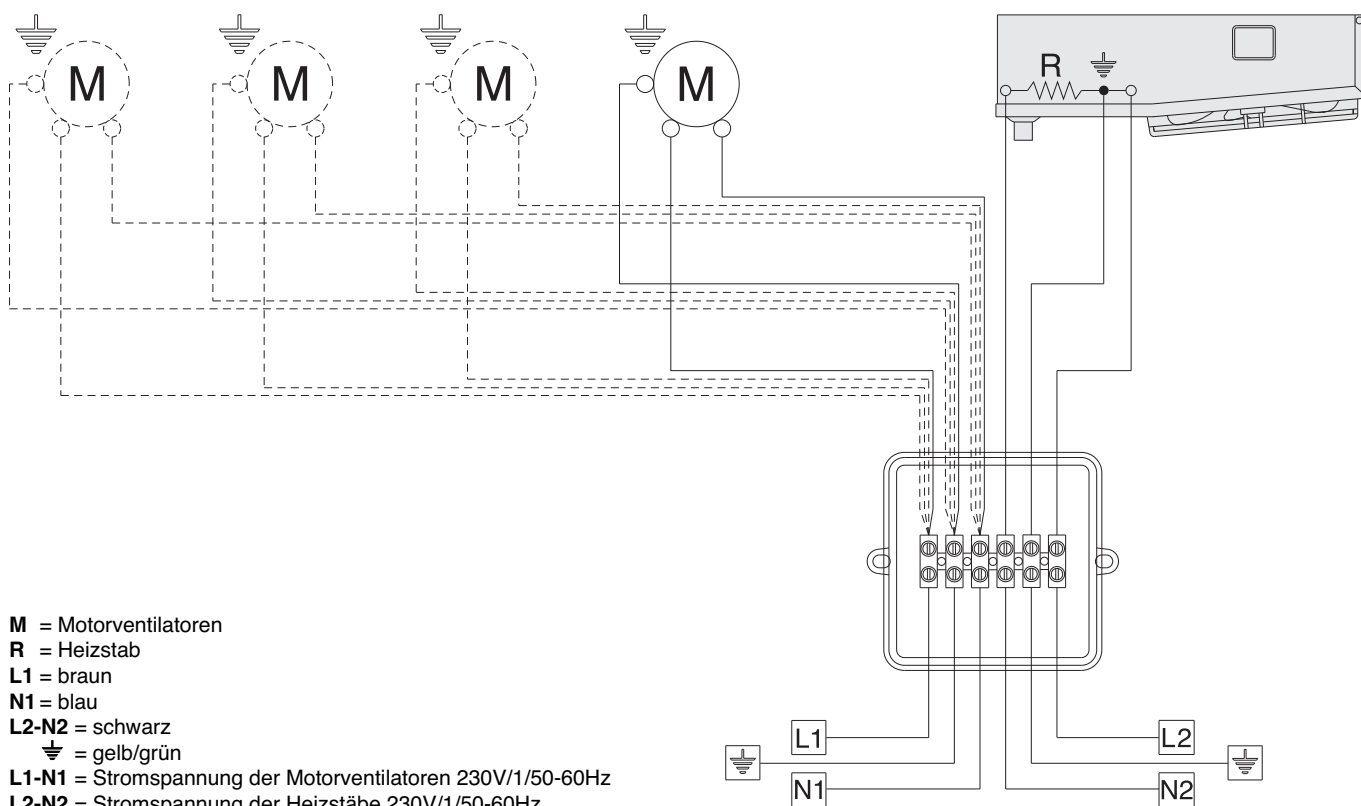 M M M M
R
M = Motorventilatoren
R = Heizstab
L1 = braun
N1 = blau
L2-N2 = schwarz
= gelb/grün
L1-N1 = Stromspannung der Motorventilatoren 230V/1/50-60Hz
L2-N2 = Stromspannung der Heizstäbe 230V/1/50-60Hz
L1 L2
N1 N2